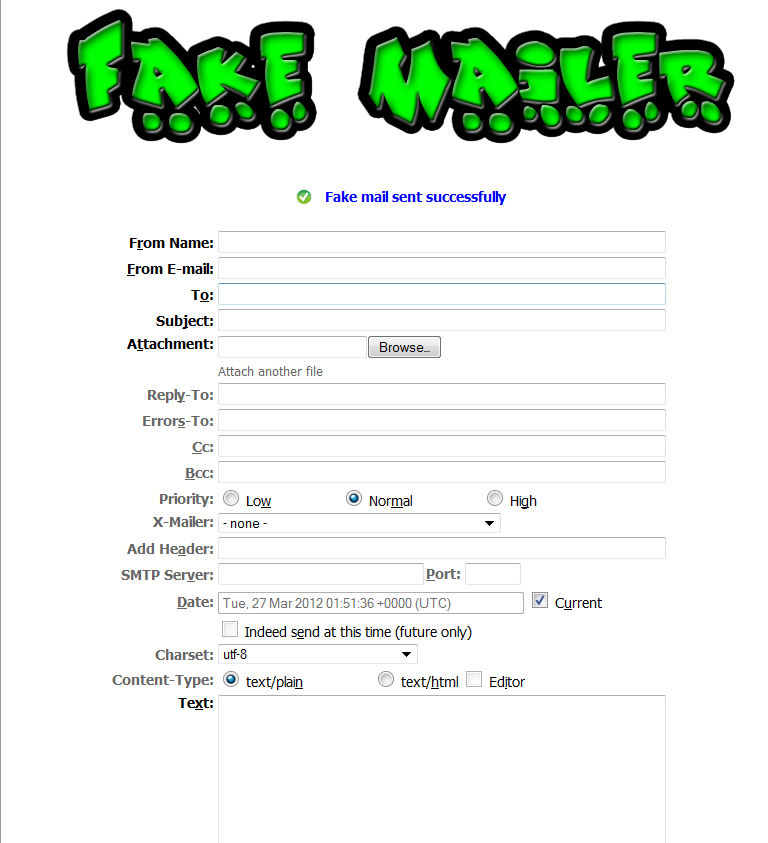 Fake Mailer
Fake mail sent successfully
From Name:
From E-mail:
To:
Subject:
Attachment: Browse..
Attach another file
Reply-To:
Errors-To:
Cc:
Bcc:
Priority: Low Normal High
X-Mailer: - none -
Add Header:
SMTP Server: Port:
Date: Tue, 27 Mar 2012 01:51:36 +0000 (UTC) Current
Indeed send at this time (future only)
Charset: utf-8
Content-Type: text/plain text/html Editor
Text: